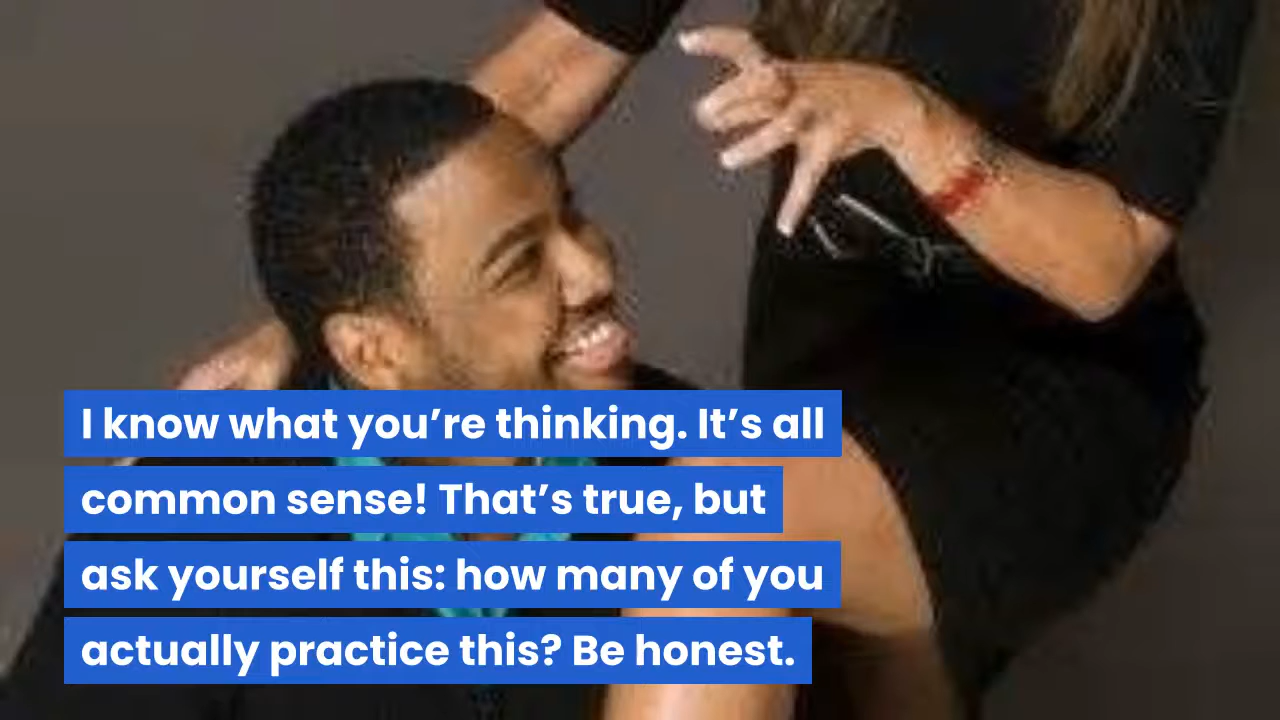 I know what you’re thinking. It’s all
common sense! That’s true, but
ask yourself this: how many of you
actually practice this? Be honest.